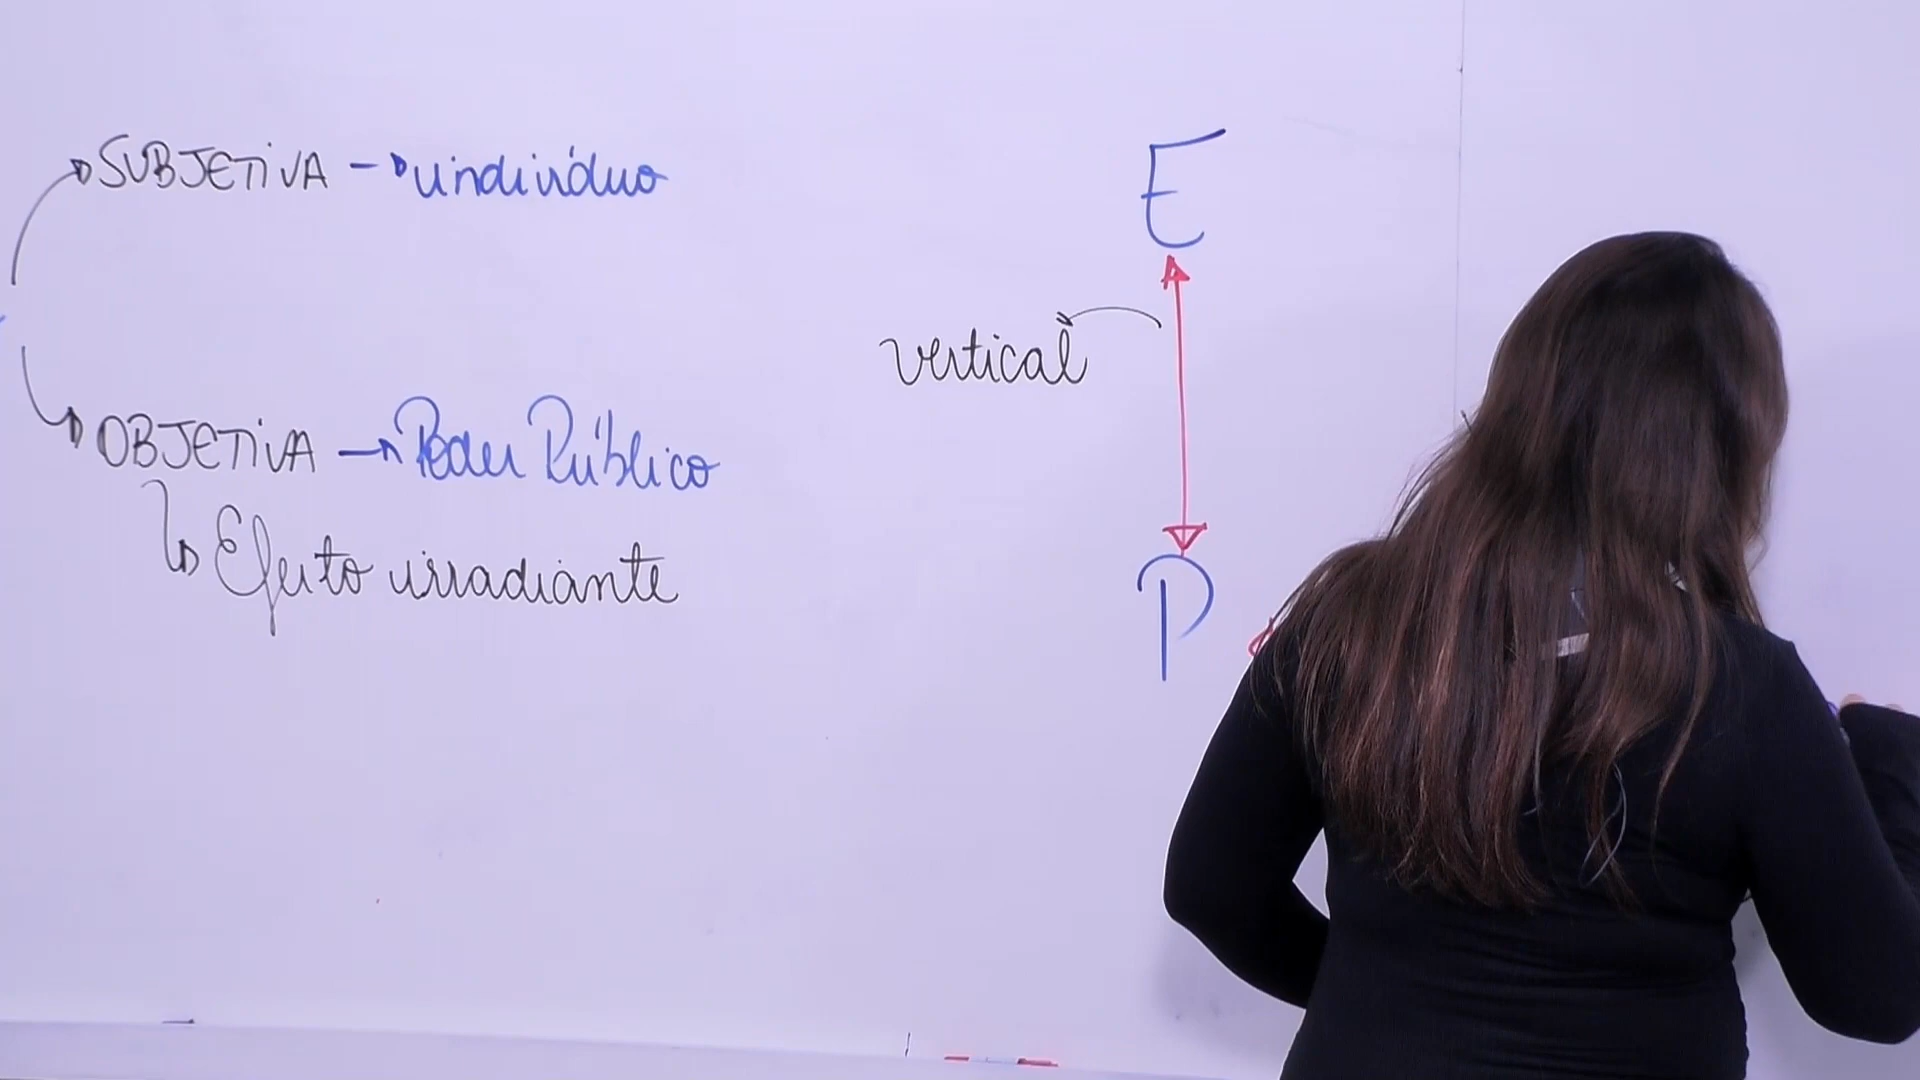 SUBJETIVA → indivíduo
OBJETIVA → Poder Público
↳ Efeito irradiante
E
vertical
P